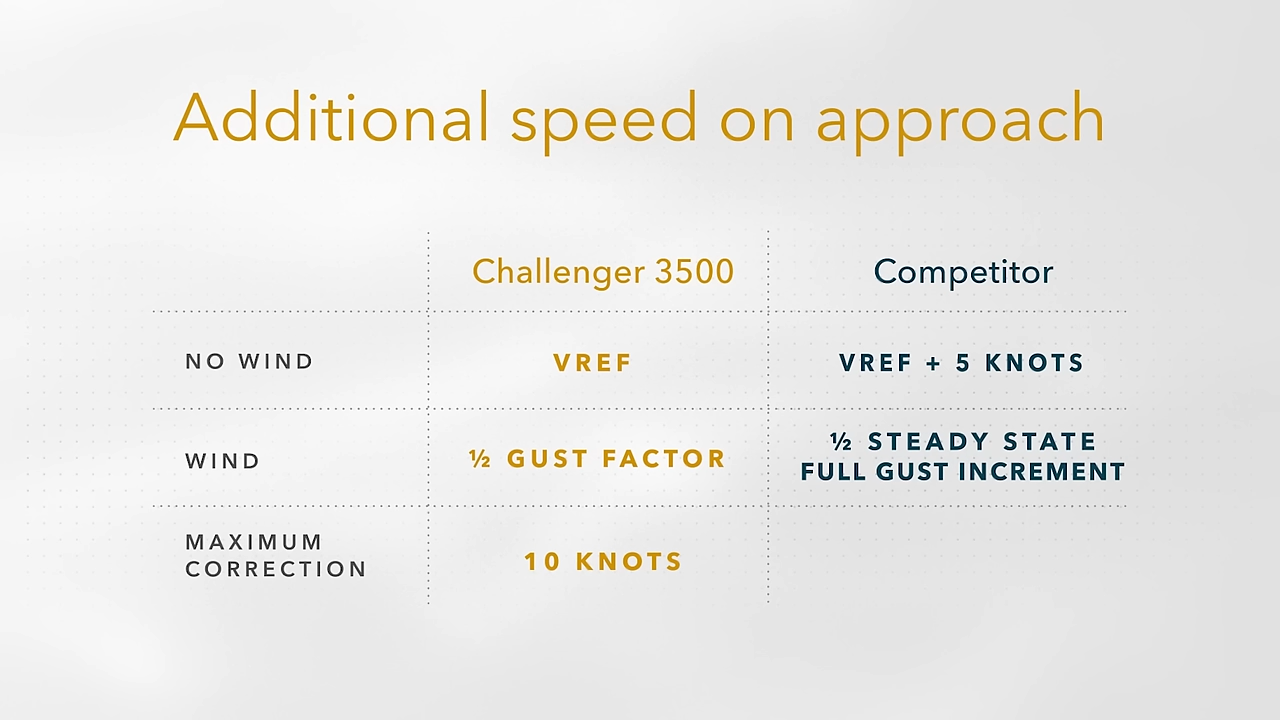 Additional speed on approach
Challenger 3500 Competitor
NO WIND VREF VREF + 5 KNOTS
WIND ½ GUST FACTOR ½ STEADY STATE
FULL GUST INCREMENT
MAXIMUM
CORRECTION 10 KNOTS